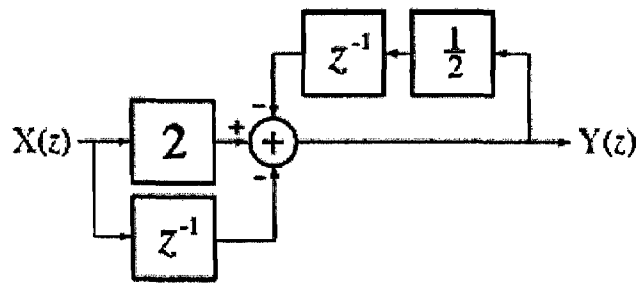 z⁻¹
1/2
X(z)
2
+
-
-
+
Y(z)
z⁻¹